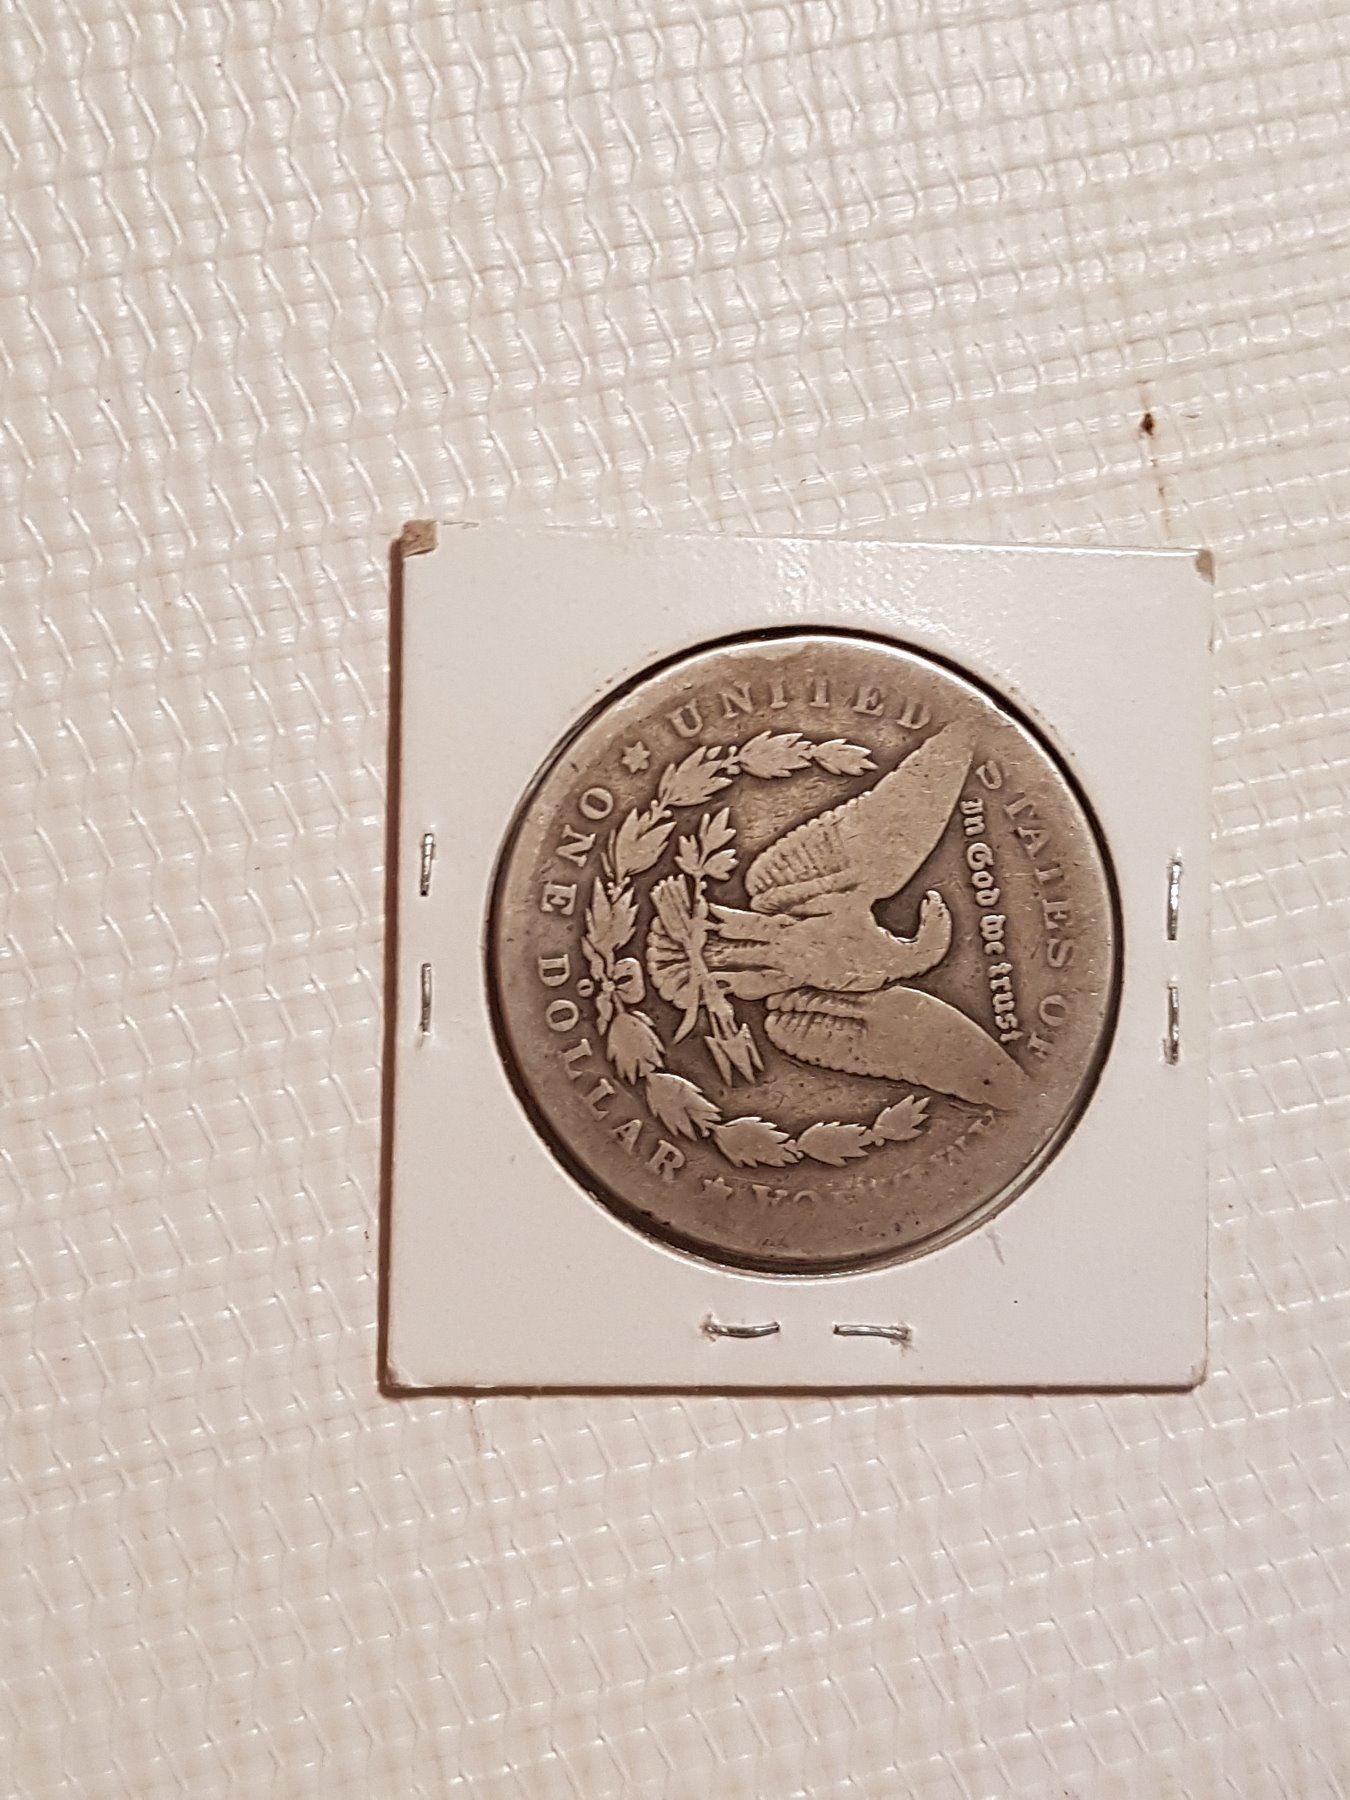 UNITED STATES OF
In God we trust
ONE DOLLAR
O